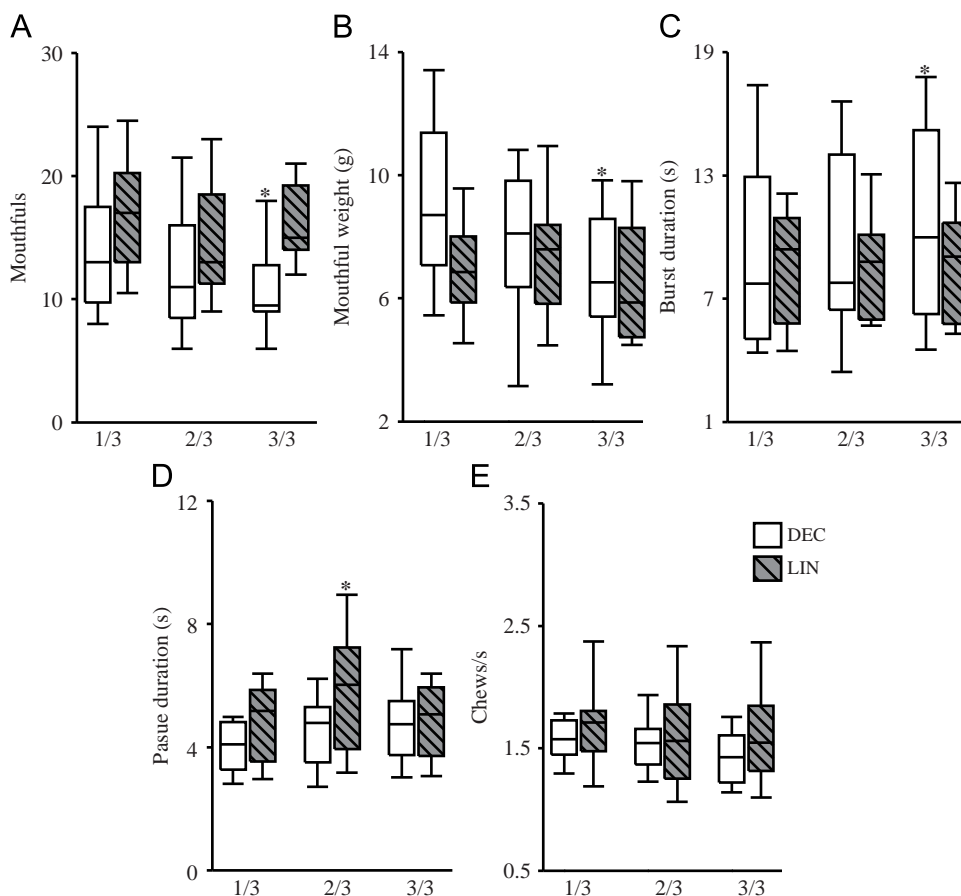 A
30
20
10
0
Mouthfuls
*
1/3 2/3 3/3
B
14
10
6
2
Mouthful weight (g)
*
1/3 2/3 3/3
C
19
13
7
1
Burst duration (s)
*
1/3 2/3 3/3
D
12
8
4
0
Pasue duration (s)
*
1/3 2/3 3/3
E
3.5
2.5
1.5
0.5
Chews/s
1/3 2/3 3/3
DEC
LIN